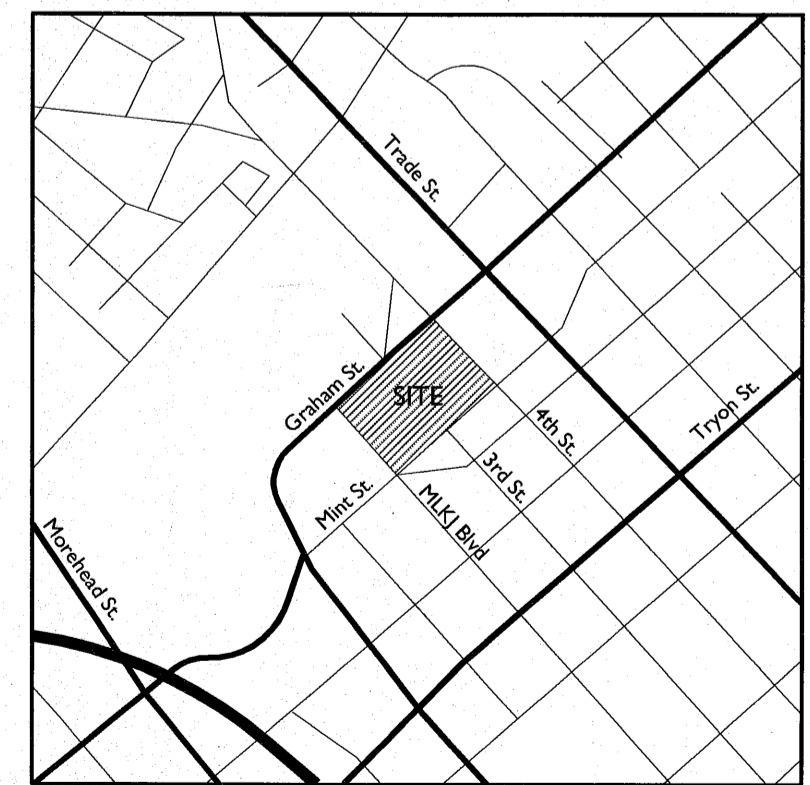 Trade St.
Graham St.
SITE
4th St.
Tryon St.
3rd St.
Mint St.
MLKJ Blvd
Morehead St.